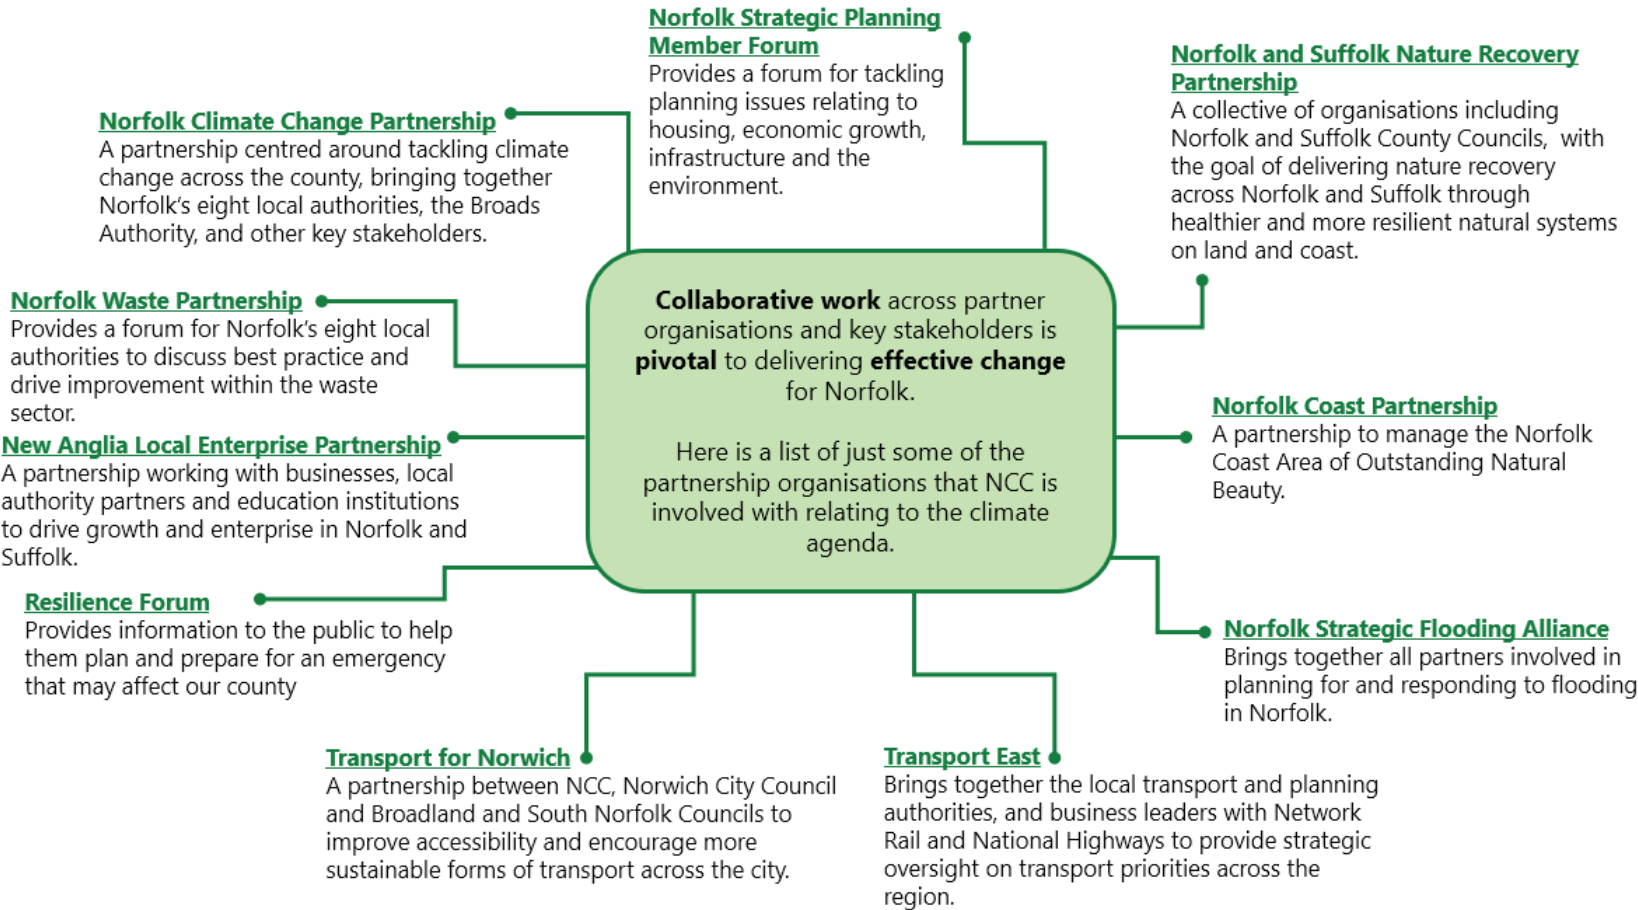 Norfolk Strategic Planning
Member Forum
Provides a forum for tackling
planning issues relating to
housing, economic growth,
infrastructure and the
environment.
Norfolk and Suffolk Nature Recovery
Partnership
A collective of organisations including
Norfolk and Suffolk County Councils, with
the goal of delivering nature recovery
across Norfolk and Suffolk through
healthier and more resilient natural systems
on land and coast.
Norfolk Climate Change Partnership
A partnership centred around tackling climate
change across the county, bringing together
Norfolk's eight local authorities, the Broads
Authority, and other key stakeholders.
Norfolk Waste Partnership
Provides a forum for Norfolk's eight local
authorities to discuss best practice and
drive improvement within the waste
sector.
Collaborative work across partner
organisations and key stakeholders is
pivotal to delivering effective change
for Norfolk.
Here is a list of just some of the
partnership organisations that NCC is
involved with relating to the climate
agenda.
Norfolk Coast Partnership
A partnership to manage the Norfolk
Coast Area of Outstanding Natural
Beauty.
New Anglia Local Enterprise Partnership
A partnership working with businesses, local
authority partners and education institutions
to drive growth and enterprise in Norfolk and
Suffolk.
Resilience Forum
Provides information to the public to help
them plan and prepare for an emergency
that may affect our county
Norfolk Strategic Flooding Alliance
Brings together all partners involved in
planning for and responding to flooding
in Norfolk.
Transport for Norwich
A partnership between NCC, Norwich City Council
and Broadland and South Norfolk Councils to
improve accessibility and encourage more
sustainable forms of transport across the city.
Transport East
Brings together the local transport and planning
authorities, and business leaders with Network
Rail and National Highways to provide strategic
oversight on transport priorities across the
region.